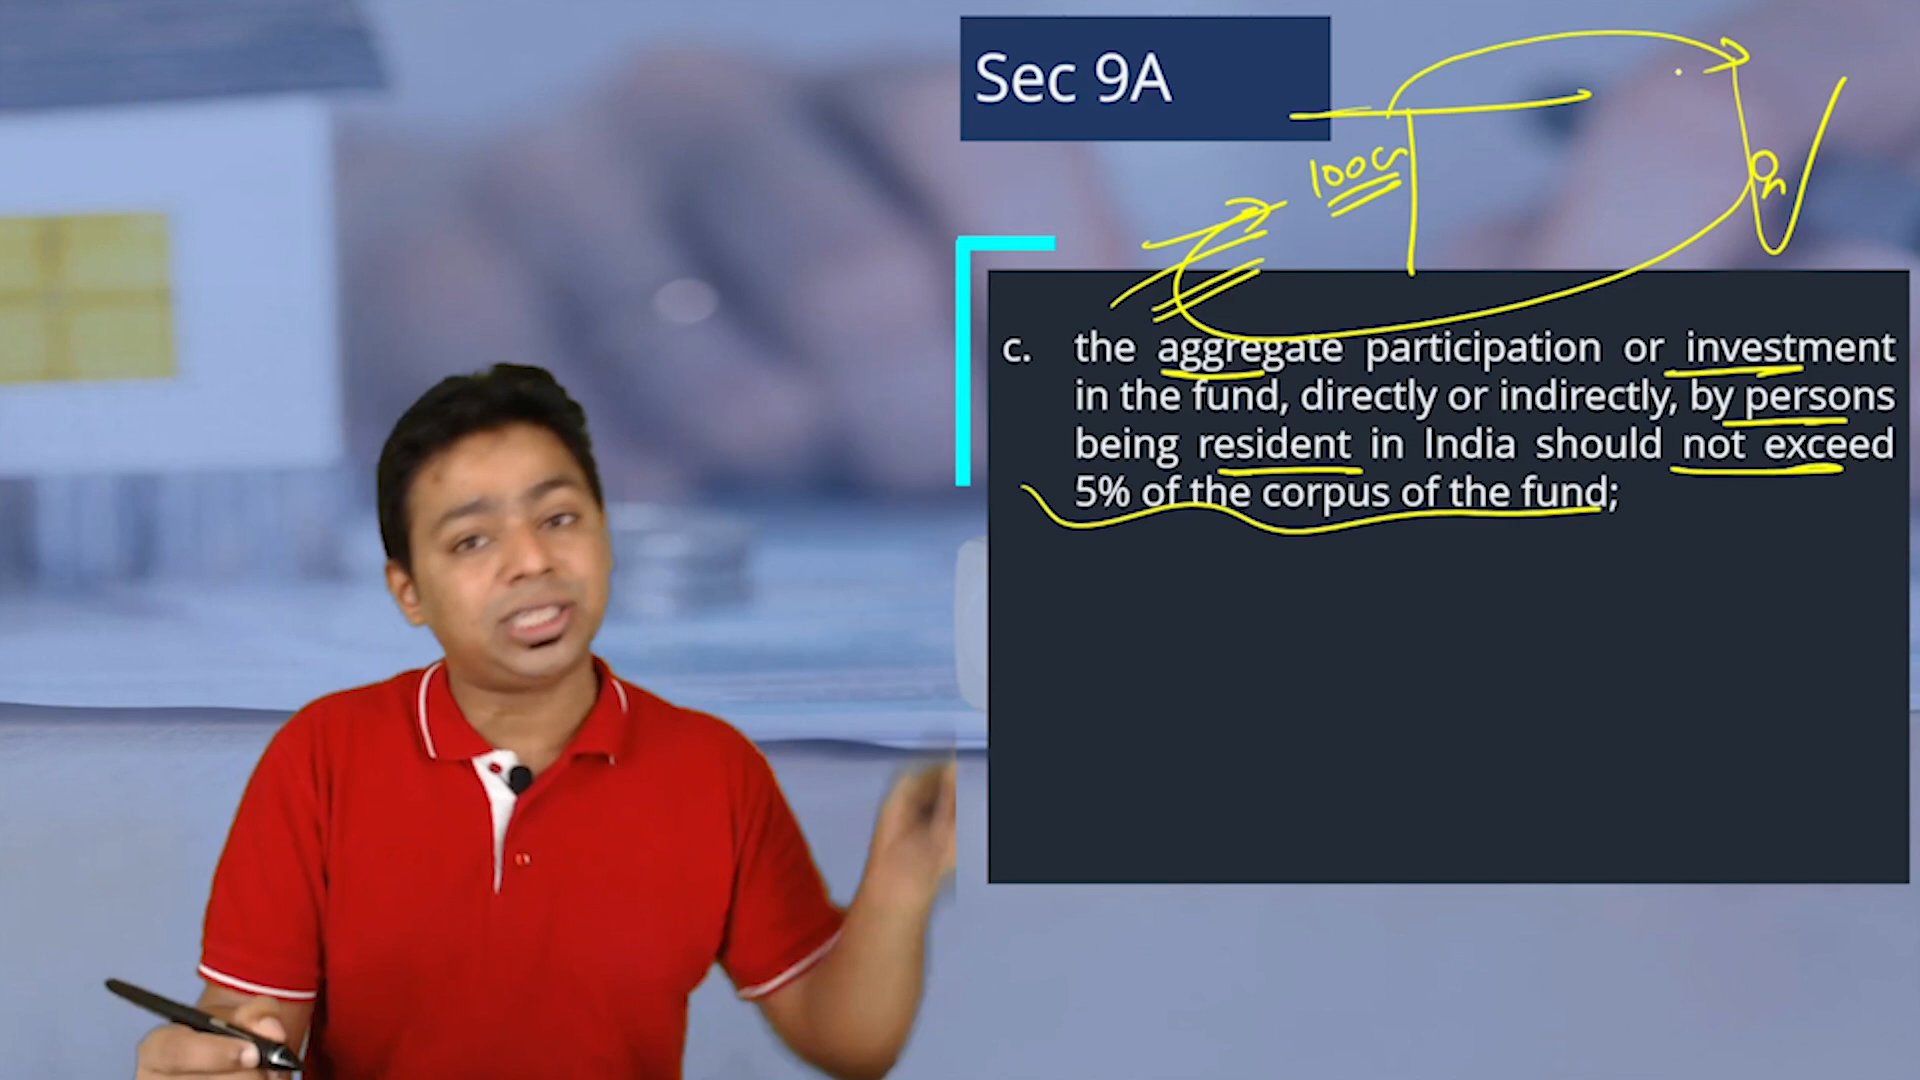 Sec 9A
100cr
c. the aggregate participation or investment
in the fund, directly or indirectly, by persons
being resident in India should not exceed
5% of the corpus of the fund;